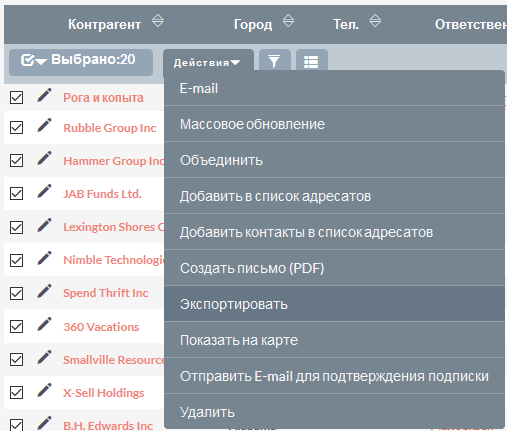 Контрагент Город Тел. Ответствен
Выбрано:20 Действия
E-mail
Рога и копыта
Массовое обновление
Rubble Group Inc
Объединить
Hammer Group Inc
Добавить в список адресатов
JAB Funds Ltd.
Lexington Shores C
Добавить контакты в список адресатов
Nimble Technologie
Создать письмо (PDF)
Spend Thrift Inc
Экспортировать
360 Vacations
Показать на карте
Smallville Resource
Отправить E-mail для подтверждения подписки
X-Sell Holdings
Удалить
B.H. Edwards Inc